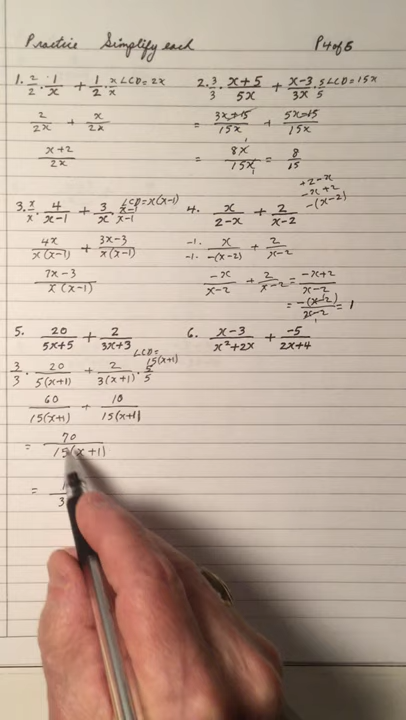 Practice Simplify each P4 of 5
1. 2/2 · 1/x + 1/2 · x/x LCD = 2x
2/2x + x/2x
x+2/2x
2. 3/3 · x+5/5x + x-3/3x · 5/5 LCD = 15x
= 3x+15/15x + 5x-15/15x
= 8x/15x = 8/15
3. x/x · 4/x-1 + 3/x · x-1/x-1 LCD = x(x-1)
4x/x(x-1) + 3x-3/x(x-1)
7x-3/x(x-1)
4. x/2-x + 2/x-2
+2-x
-x+2
-(x-2)
-1/-1 · x/-(x-2) + 2/x-2
-x/x-2 + 2/x-2 = -x+2/x-2
= -(x-2)/x-2 = 1
5. 20/5x+5 + 2/3x+3
LCD = 15(x+1)
3/3 · 20/5(x+1) + 2/3(x+1) · 5/5
60/15(x+1) + 10/15(x+1)
= 70/15(x+1)
= 1 / 3
6. x-3/x²+2x + -5/2x+4